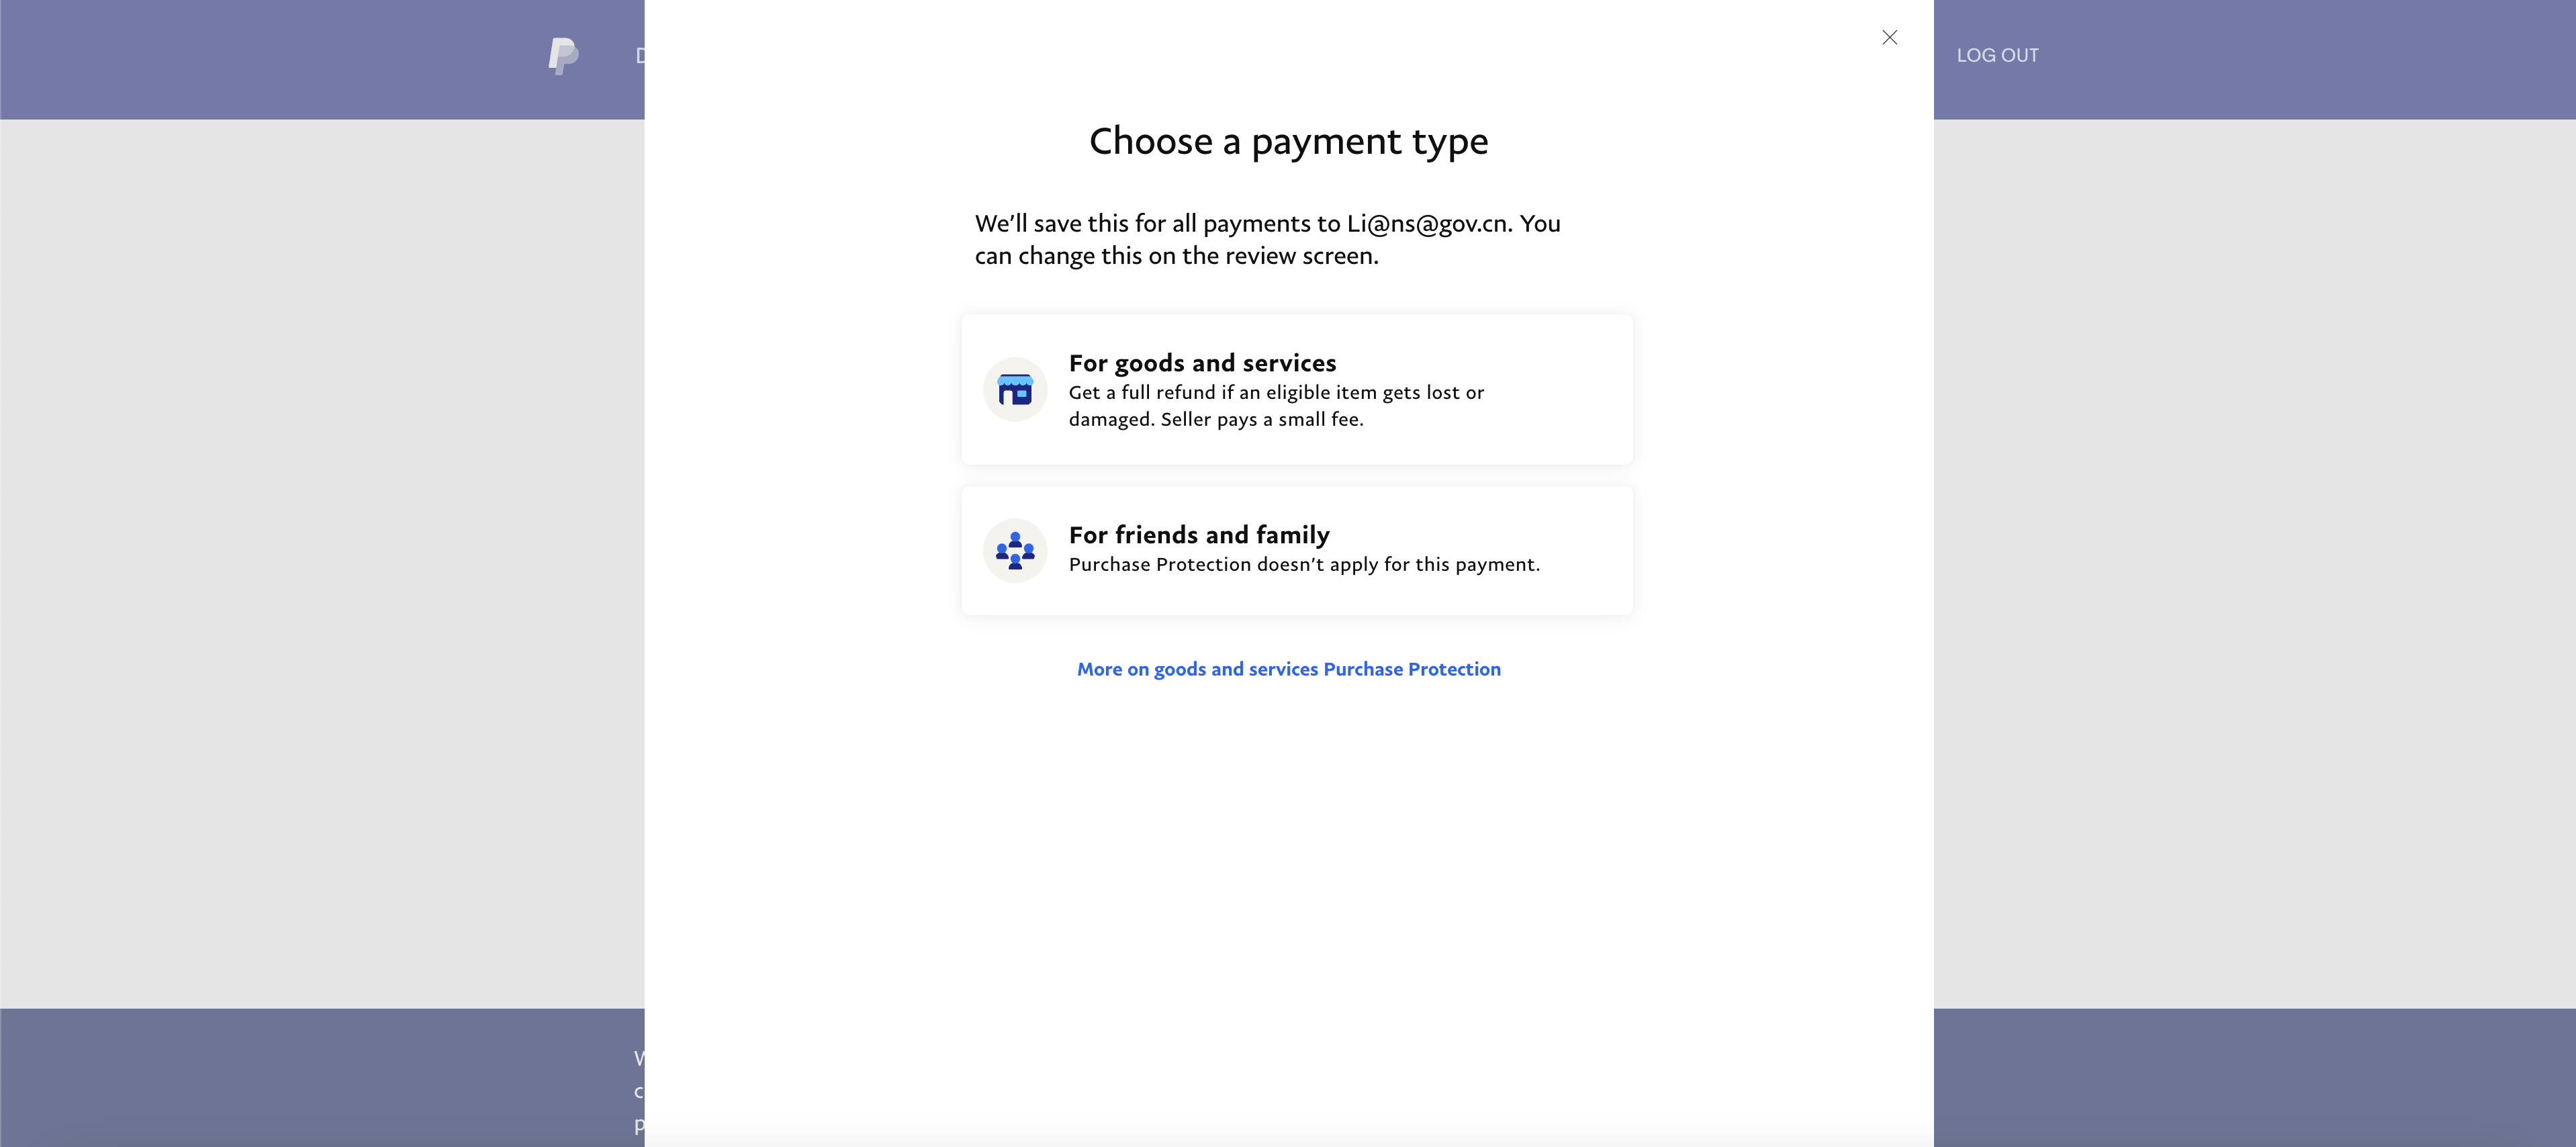 LOG OUT
Choose a payment type
We’ll save this for all payments to Li@ns@gov.cn. You
can change this on the review screen.
For goods and services
Get a full refund if an eligible item gets lost or
damaged. Seller pays a small fee.
For friends and family
Purchase Protection doesn’t apply for this payment.
More on goods and services Purchase Protection